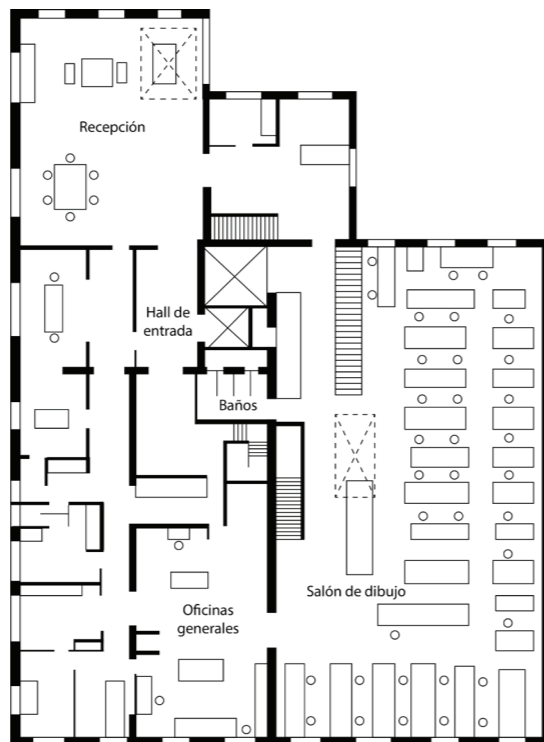 Recepción
Hall de
entrada
Baños
Salón de dibujo
Oficinas
generales